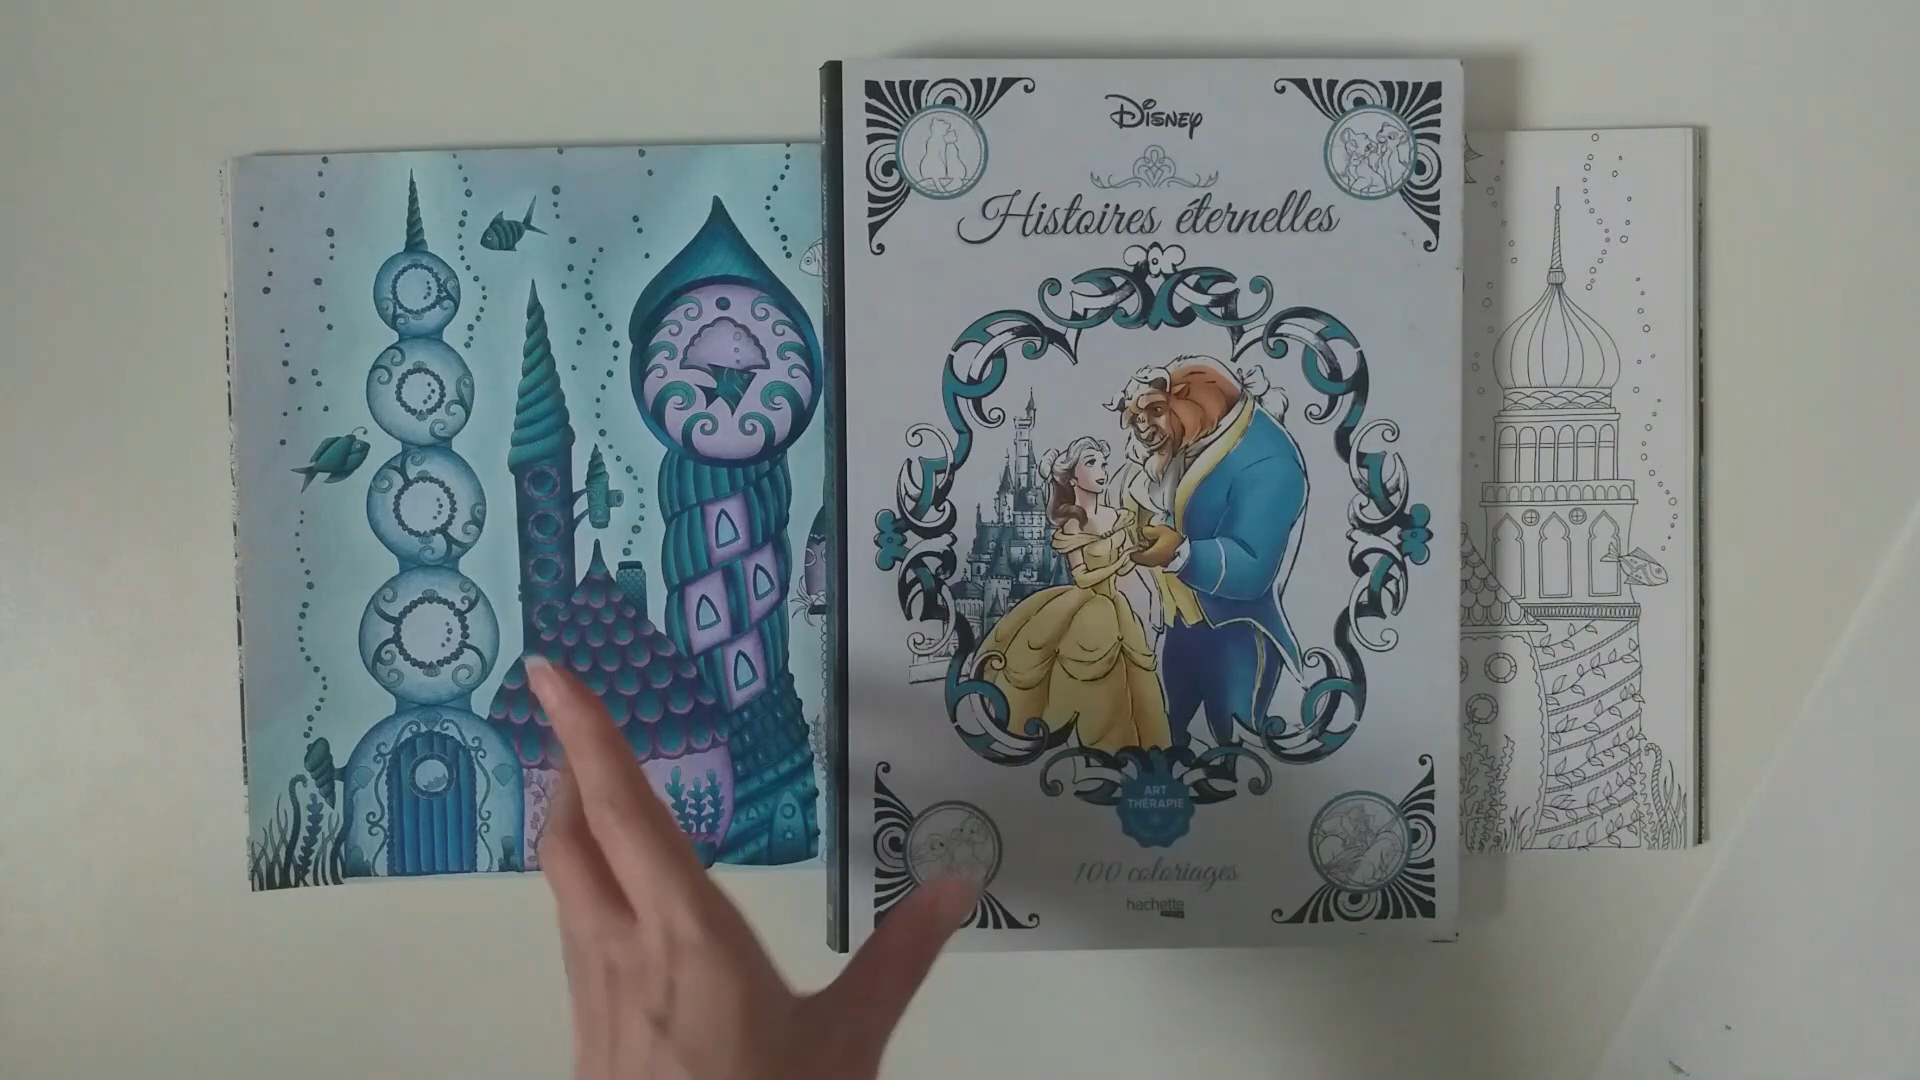 Disney
Histoires éternelles
ART
THÉRAPIE
100 coloriages
hachette